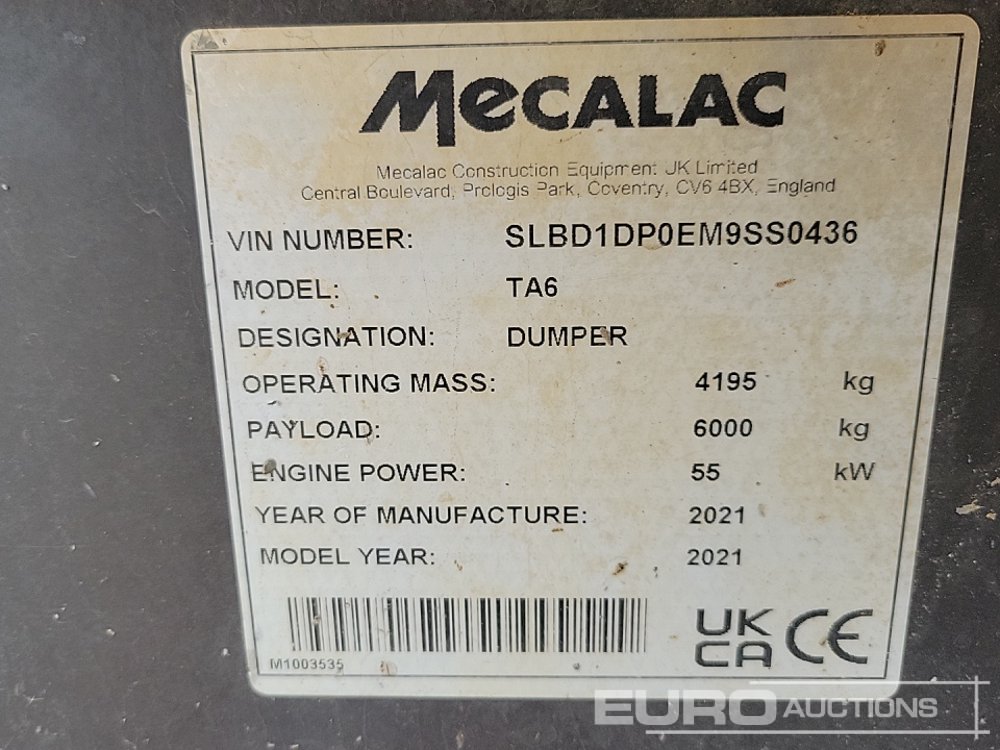 MeCALAC
Mecalac Construction Equipment UK Limited
Central Boulevard, Prologis Park, Coventry, CV6 4BX, England
VIN NUMBER: SLBD1DP0EM9SS0436
MODEL: TA6
DESIGNATION: DUMPER
OPERATING MASS: 4195 kg
PAYLOAD: 6000 kg
ENGINE POWER: 55 kW
YEAR OF MANUFACTURE: 2021
MODEL YEAR: 2021
UK
CA CE
M1003535
EURO AUCTIONS